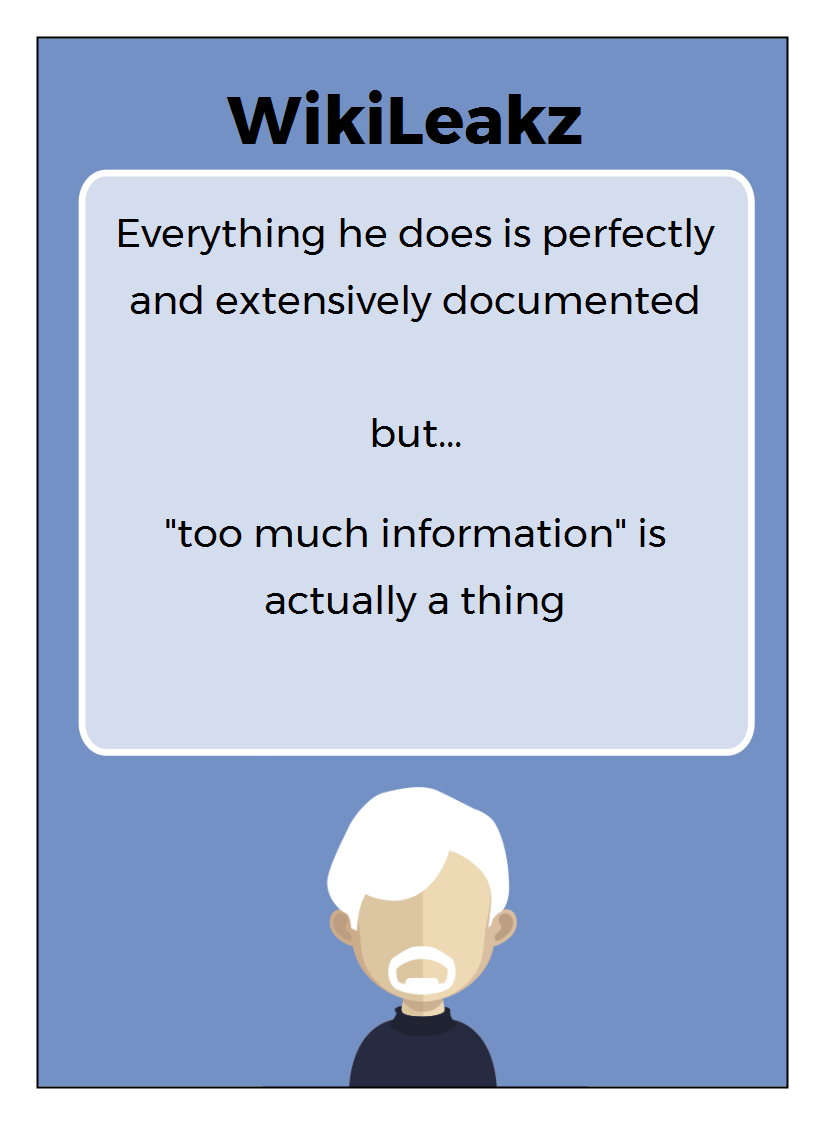 WikiLeakz
Everything he does is perfectly
and extensively documented
but...
"too much information" is
actually a thing